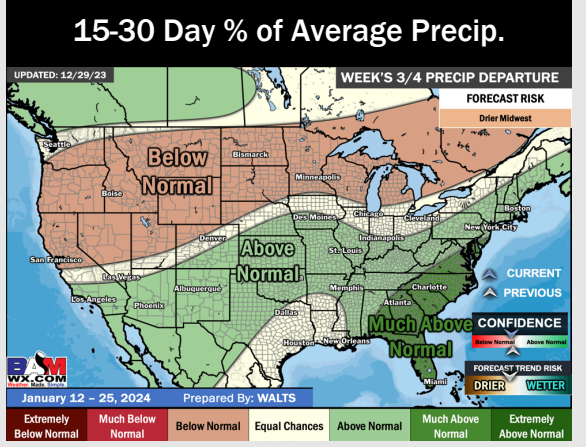 15-30 Day % of Average Precip.
UPDATED: 12/29/23
WEEK'S 3/4 PRECIP DEPARTURE
FORECAST RISK
Drier Midwest
Seattle
Below
Normal
Bismarck
Minneapolis
Boise
Des Moines
Chicago
Cleveland
Boston
New York City
Indianapolis
Denver
Above
Normal
St. Louis
San Francisco
Las Vegas
Los Angeles
Albuquerque
Phoenix
Memphis
Charlotte
Atlanta
CURRENT
PREVIOUS
Dallas
Much Above
Normal
Houston
New Orleans
Miami
CONFIDENCE
Below Normal
Above Normal
FORECAST TREND RISK
DRIER
WETTER
BAM
WX.COM
Weather Made Simple
January 12 – 25, 2024
Prepared By: WALTS
Extremely
Below Normal
Much Below
Normal
Below Normal
Equal Chances
Above Normal
Much Above
Normal
Extremely
Above Normal